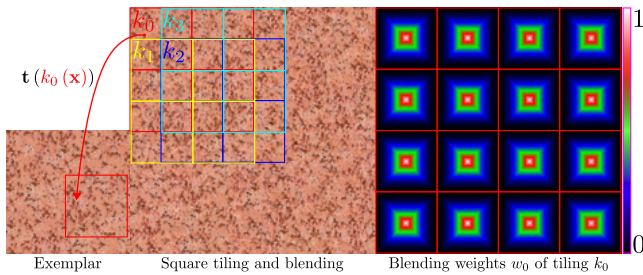 k₀ k₃
1
k₁ k₂
t (k₀ (x))
0
Exemplar
Square tiling and blending
Blending weights w₀ of tiling k₀